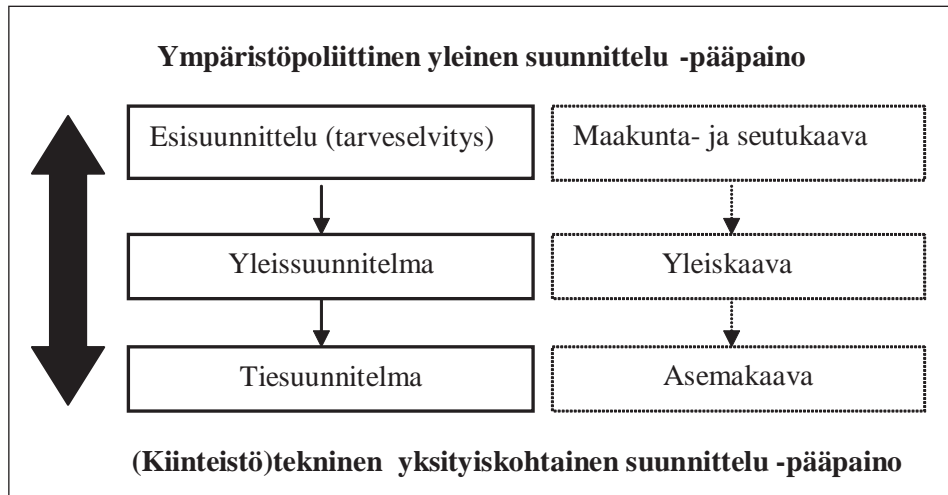 Ympäristöpoliittinen yleinen suunnittelu -pääpaino
Esisuunnittelu (tarveselvitys)
Maakunta- ja seutukaava
Yleissuunnitelma
Yleiskaava
Tiesuunnitelma
Asemakaava
(Kiinteistö)tekninen yksityiskohtainen suunnittelu -pääpaino